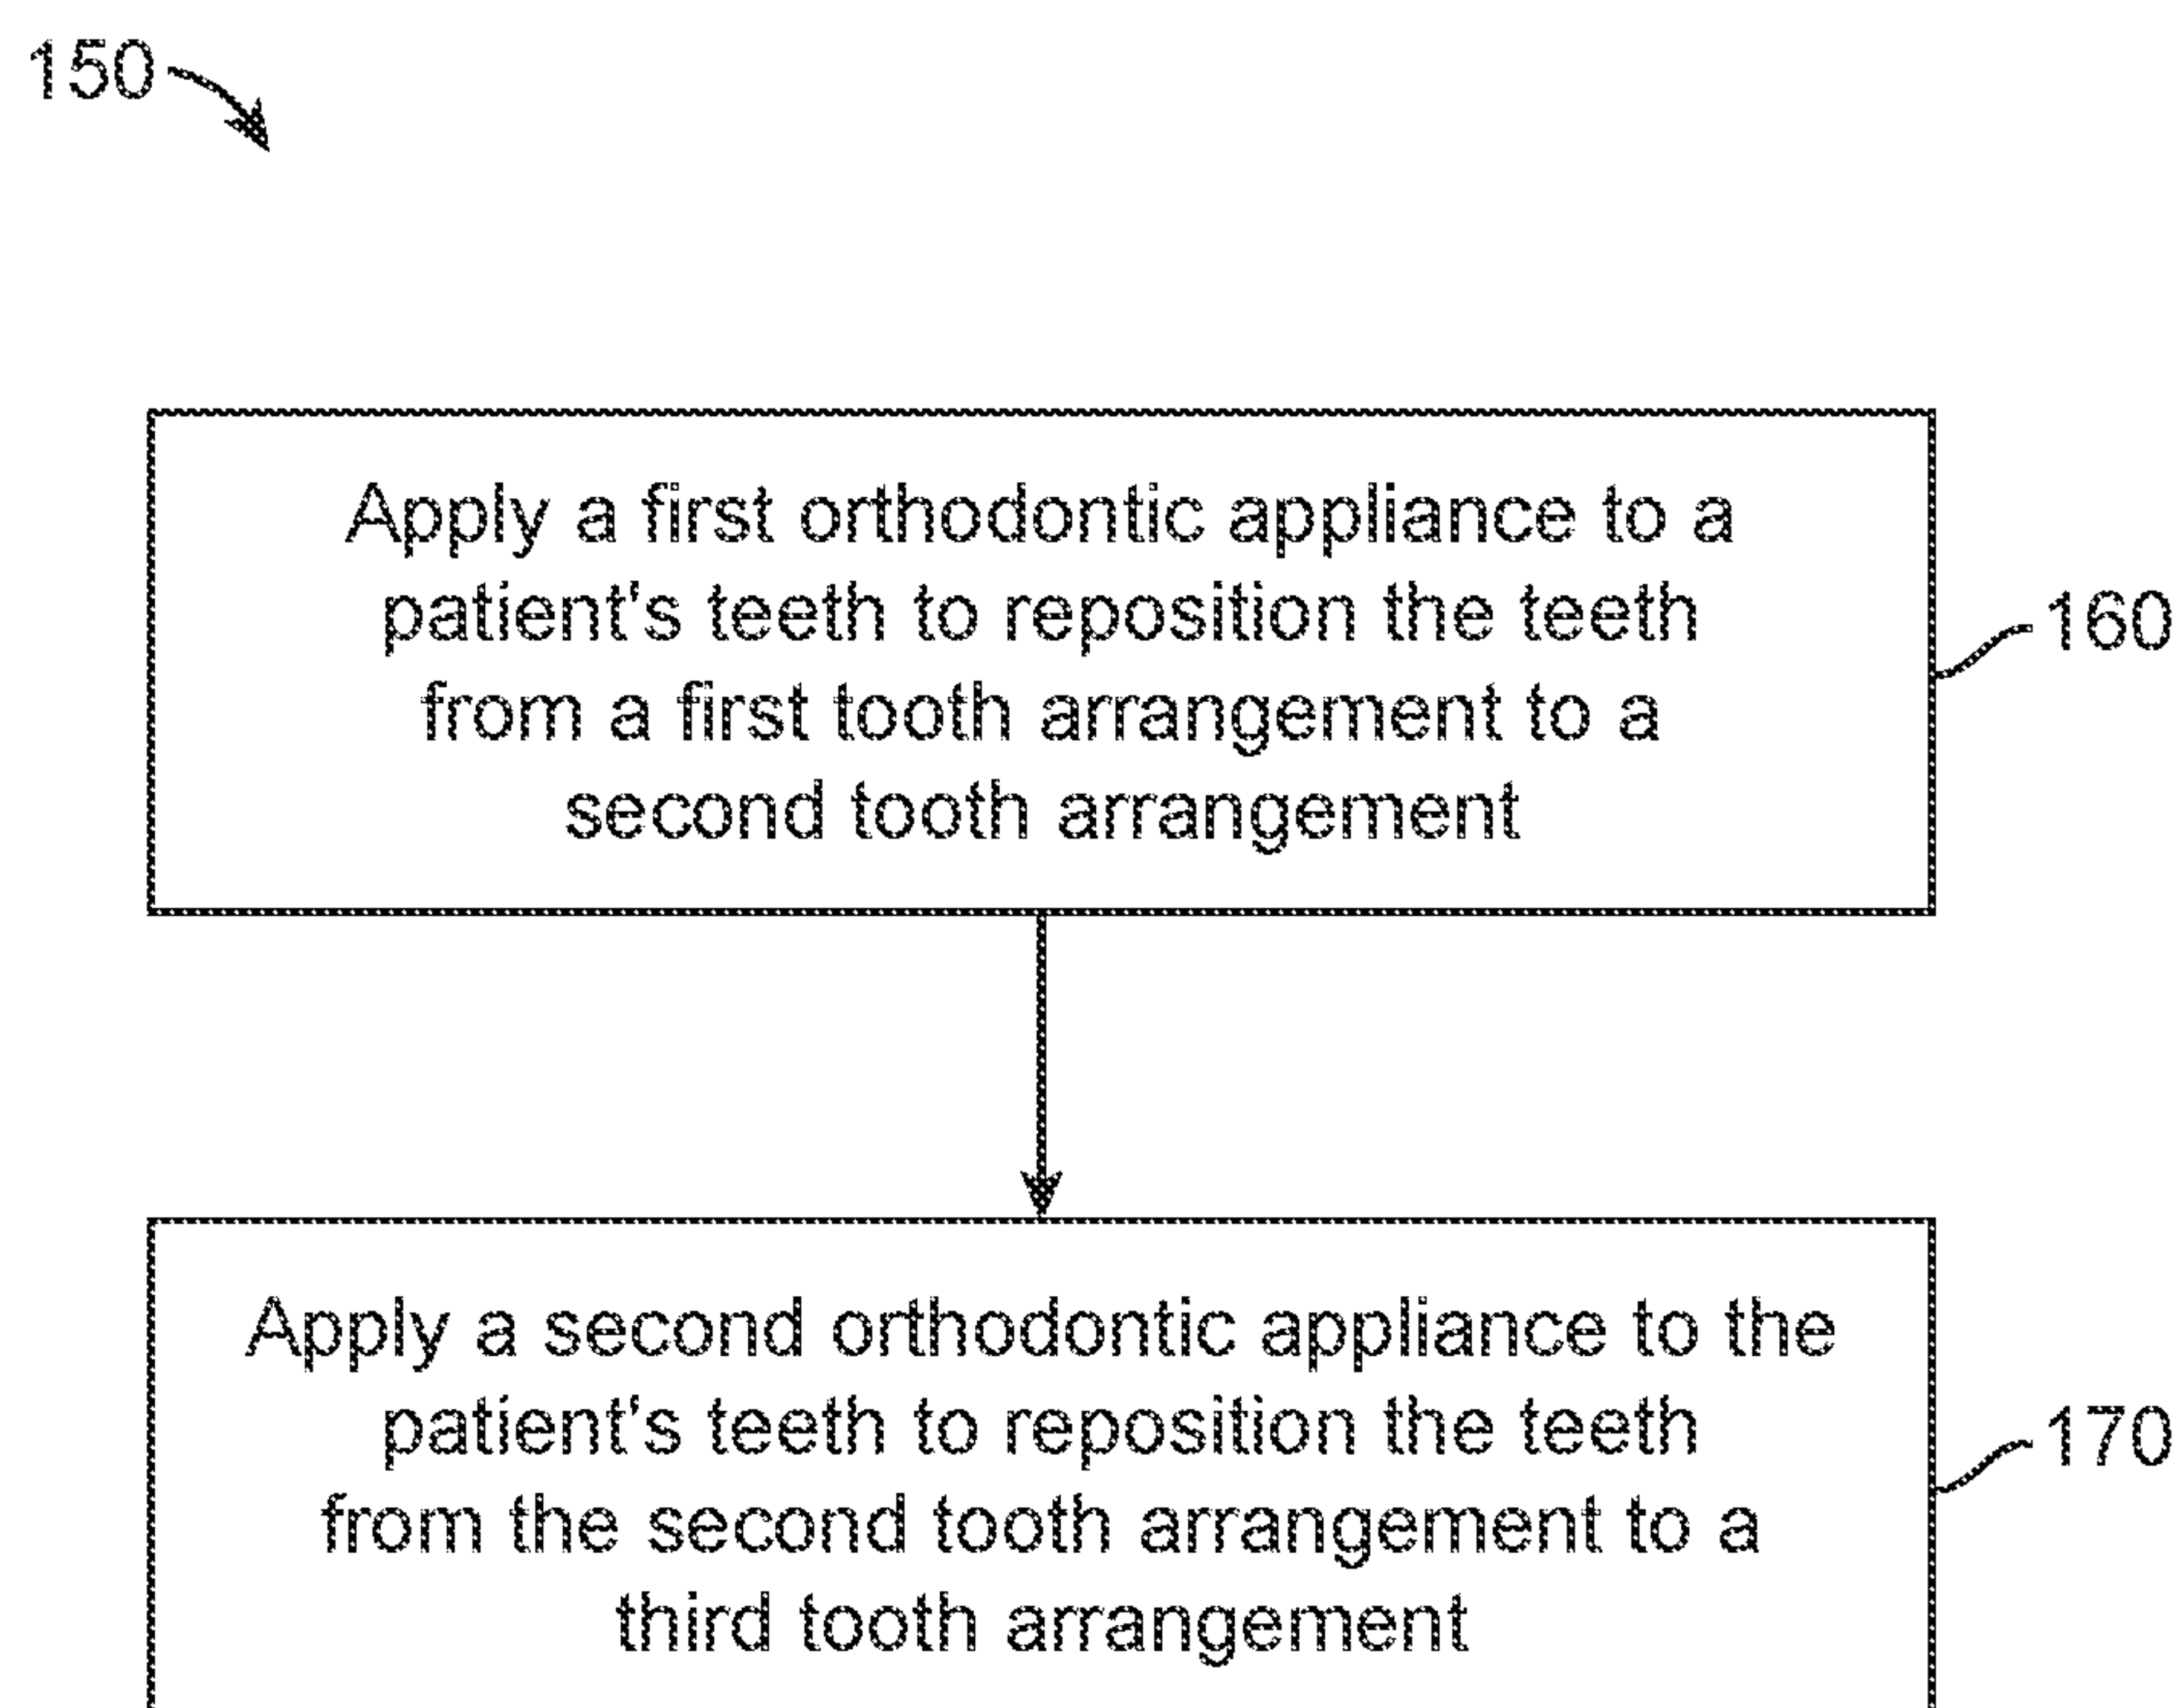 150
Apply a first orthodontic appliance to a
patient's teeth to reposition the teeth
from a first tooth arrangement to a
second tooth arrangement
160
Apply a second orthodontic appliance to the
patient's teeth to reposition the teeth
from the second tooth arrangement to a
third tooth arrangement
170